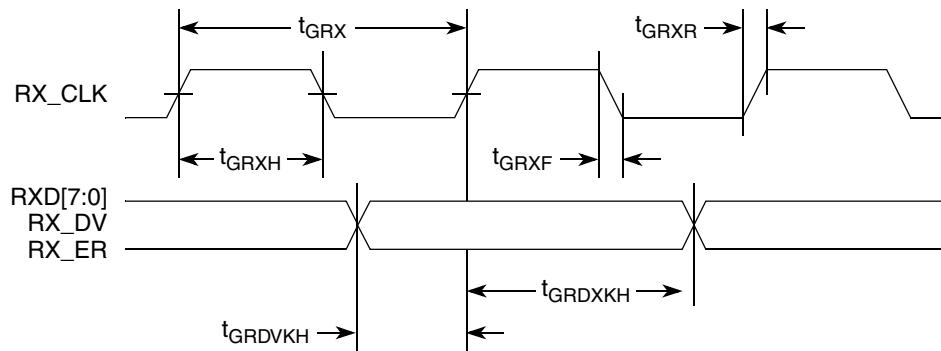 tGRX
tGRXR
RX_CLK
tGRXH
tGRXF
RXD[7:0]
RX_DV
RX_ER
tGRDXKH
tGRDVKH